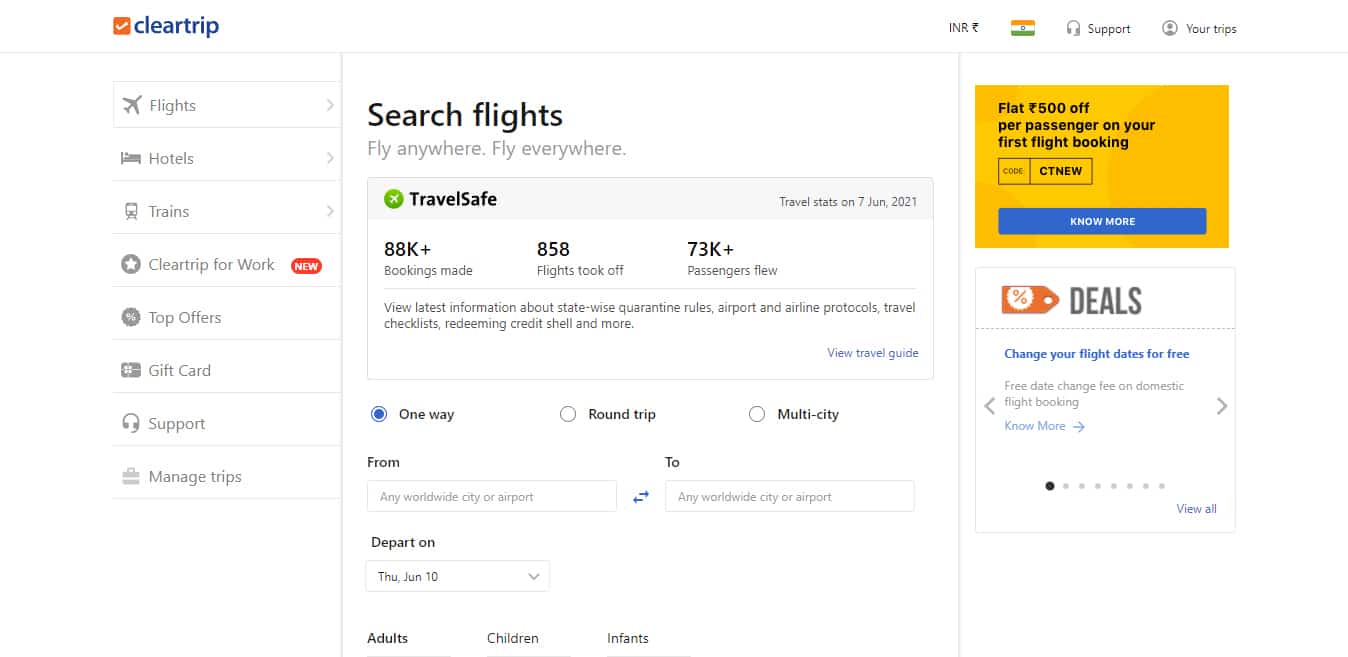 cleartrip
INR ₹
Support
Your trips
Flights
Hotels
Trains
Cleartrip for Work NEW
Top Offers
Gift Card
Support
Manage trips
Search flights
Fly anywhere. Fly everywhere.
TravelSafe
Travel stats on 7 Jun, 2021
88K+
Bookings made
858
Flights took off
73K+
Passengers flew
View latest information about state-wise quarantine rules, airport and airline protocols, travel
checklists, redeeming credit shell and more.
View travel guide
One way
Round trip
Multi-city
From
Any worldwide city or airport
To
Any worldwide city or airport
Depart on
Thu, Jun 10
Adults
Children
Infants
Flat ₹500 off
per passenger on your
first flight booking
CODE CTNEW
KNOW MORE
% DEALS
Change your flight dates for free
Free date change fee on domestic
flight booking
Know More
View all